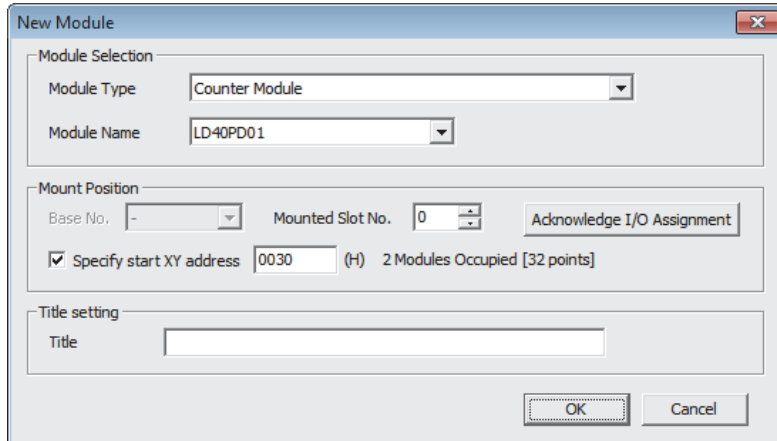 New Module
Module Selection
Module Type Counter Module
Module Name LD40PD01
Mount Position
Base No. - Mounted Slot No. 0 Acknowledge I/O Assignment
Specify start XY address 0030 (H) 2 Modules Occupied [32 points]
Title setting
Title
OK Cancel